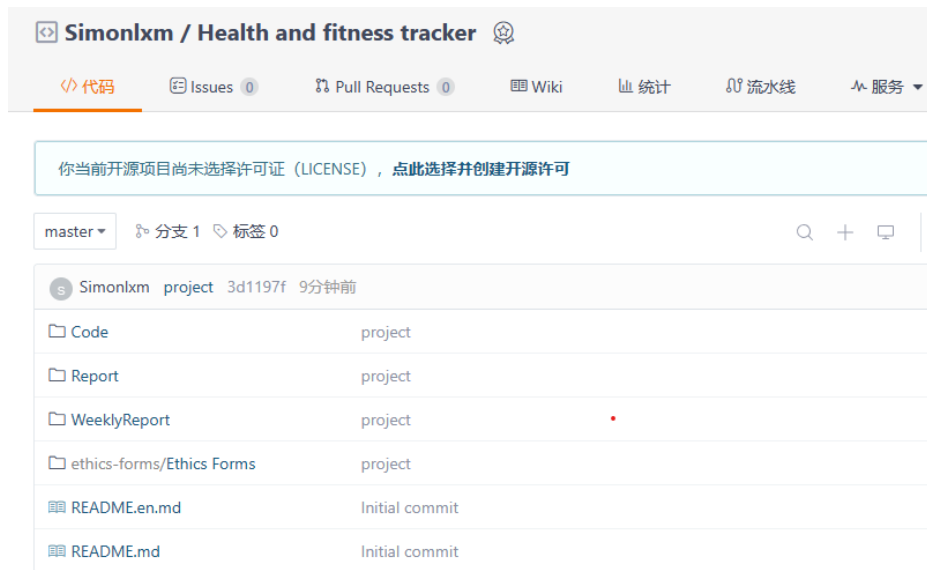 Simonlxm / Health and fitness tracker
代码 Issues 0 Pull Requests 0 Wiki 统计 流水线 服务
你当前开源项目尚未选择许可证（LICENSE），点此选择并创建开源许可
master 分支 1 标签 0
S Simonlxm project 3d1197f 9分钟前
Code project
Report project
WeeklyReport project
ethics-forms/Ethics Forms project
README.en.md Initial commit
README.md Initial commit